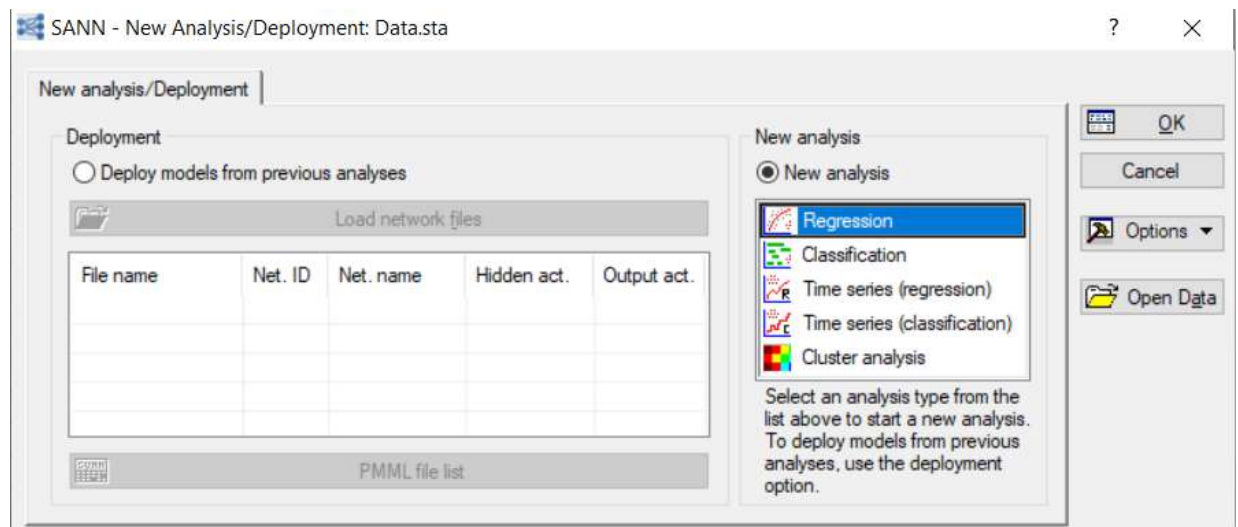 SANN - New Analysis/Deployment: Data.sta
? ×
New analysis/Deployment
Deployment
Deploy models from previous analyses
Load network files
File name Net. ID Net. name Hidden act. Output act.
PMML file list
New analysis
New analysis
Regression
Classification
Time series (regression)
Time series (classification)
Cluster analysis
Select an analysis type from the
list above to start a new analysis.
To deploy models from previous
analyses, use the deployment
option.
OK
Cancel
Options
Open Data